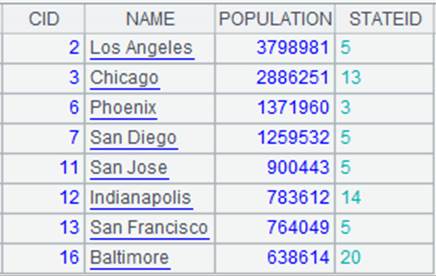 CID NAME POPULATION STATEID
2 Los Angeles 3798981 5
3 Chicago 2886251 13
6 Phoenix 1371960 3
7 San Diego 1259532 5
11 San Jose 900443 5
12 Indianapolis 783612 14
13 San Francisco 764049 5
16 Baltimore 638614 20